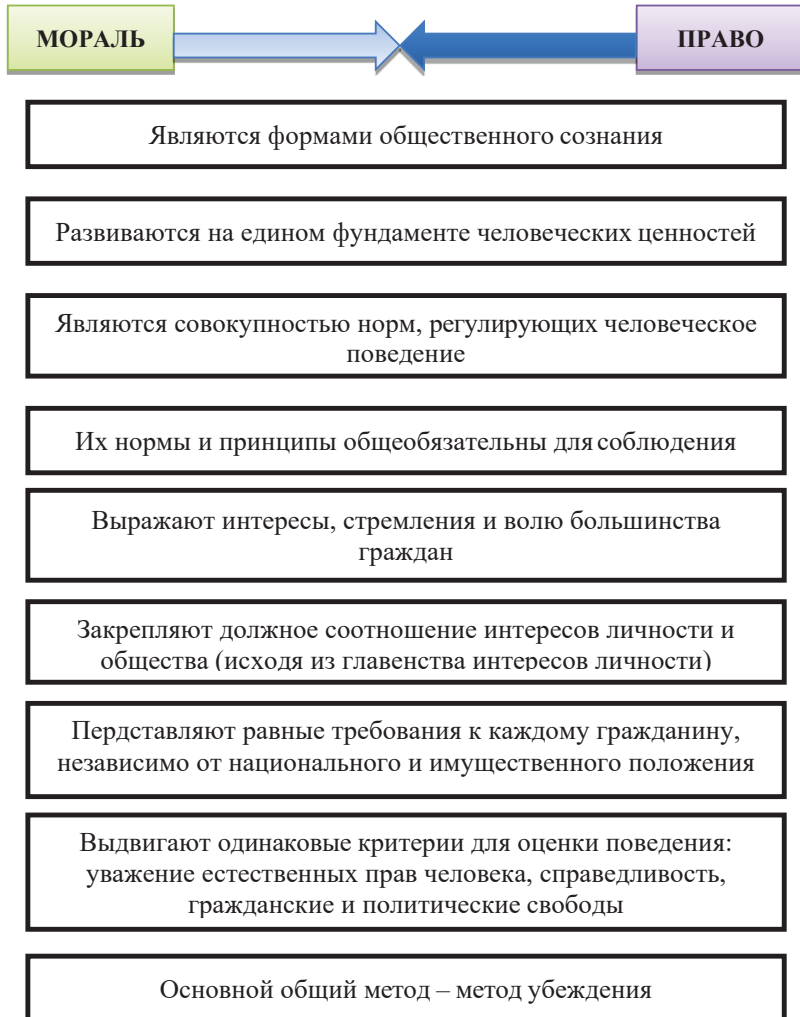 МОРАЛЬ
ПРАВО
Являются формами общественного сознания
Развиваются на едином фундаменте человеческих ценностей
Являются совокупностью норм, регулирующих человеческое
поведение
Их нормы и принципы общеобязательны для соблюдения
Выражают интересы, стремления и волю большинства
граждан
Закрепляют должное соотношение интересов личности и
общества (исходя из главенства интересов личности)
Пердставляют равные требования к каждому гражданину,
независимо от национального и имущественного положения
Выдвигают одинаковые критерии для оценки поведения:
уважение естественных прав человека, справедливость,
гражданские и политические свободы
Основной общий метод – метод убеждения